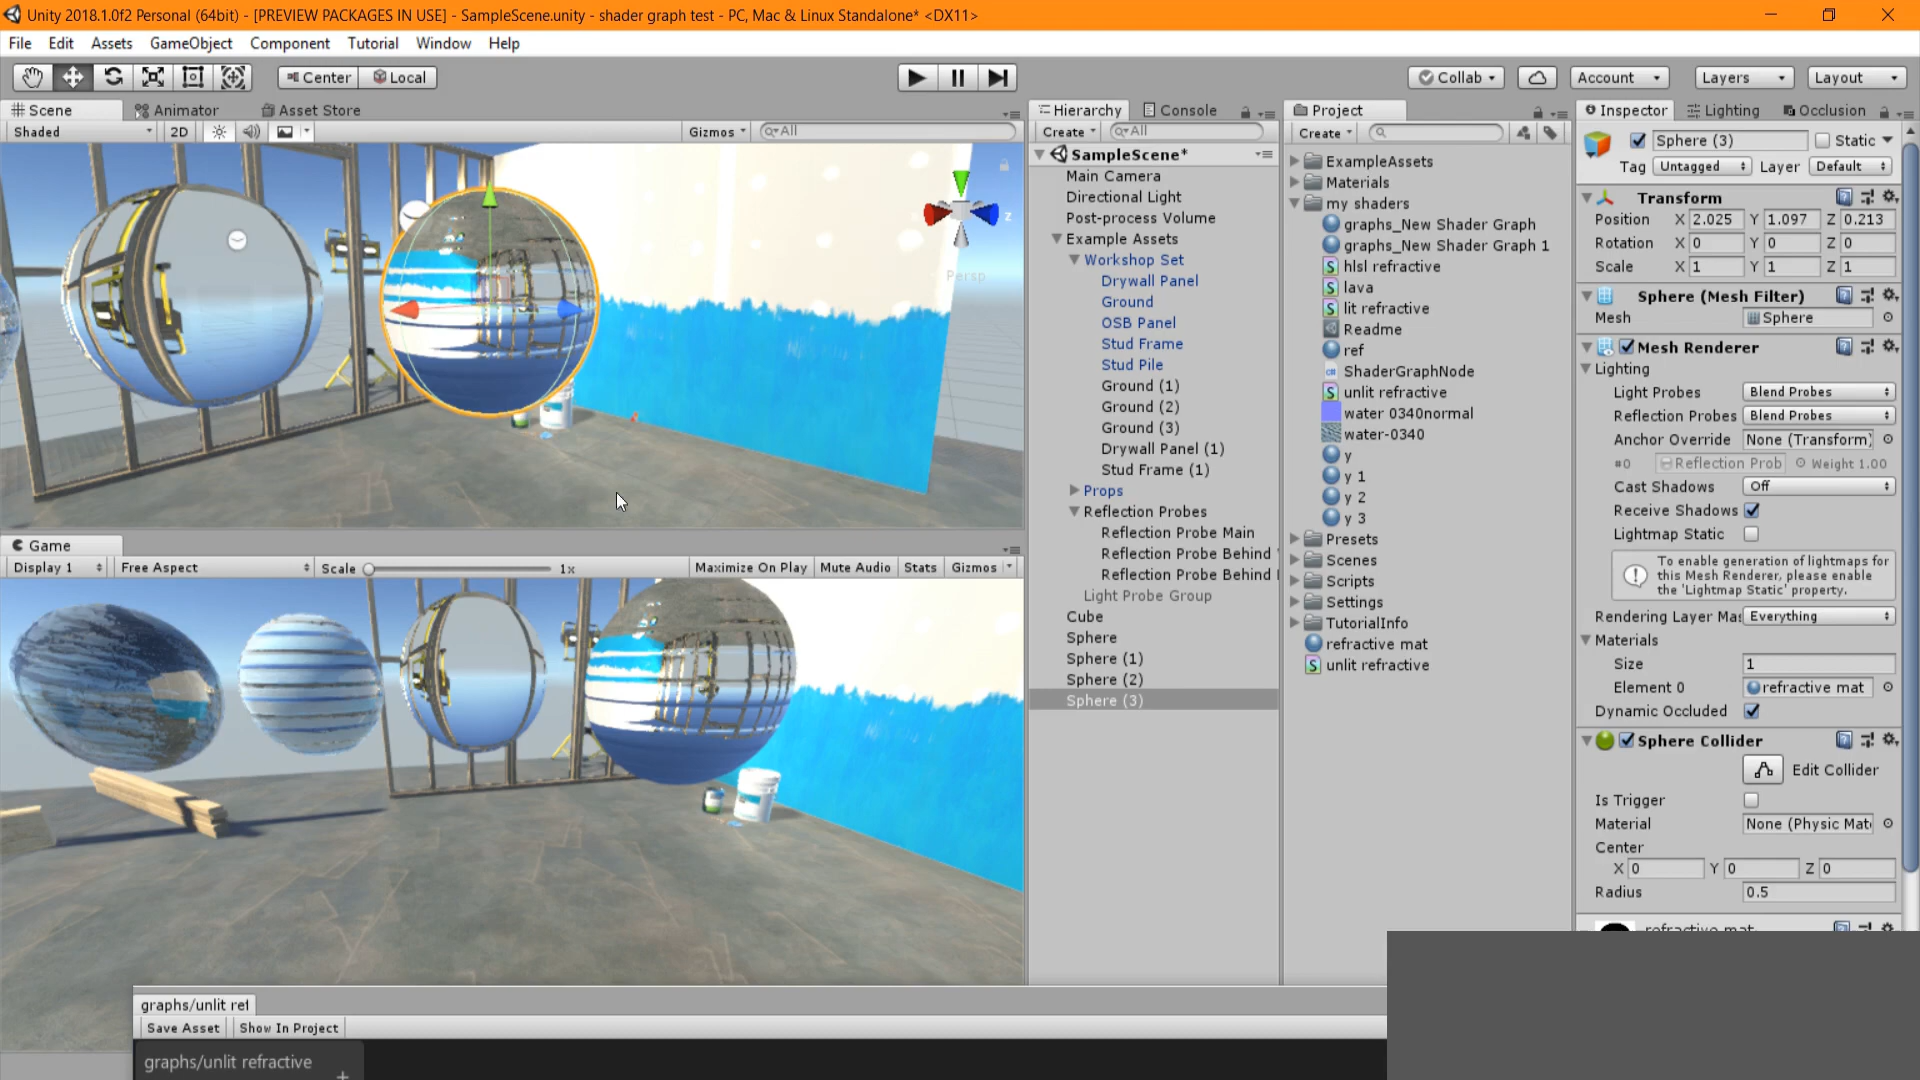 Unity 2018.1.0f2 Personal (64bit) - [PREVIEW PACKAGES IN USE] - SampleScene.unity - shader graph test - PC, Mac & Linux Standalone* <DX11>
File Edit Assets GameObject Component Tutorial Window Help
Center Local Collab Account Layers Layout
Scene Animator Asset Store
Shaded 2D Gizmos All
Persp
z
Game
Display 1 Free Aspect Scale 1x Maximize On Play Mute Audio Stats Gizmos
Hierarchy Console
Create All
SampleScene*
Main Camera
Directional Light
Post-process Volume
Example Assets
Workshop Set
Drywall Panel
Ground
OSB Panel
Stud Frame
Stud Pile
Ground (1)
Ground (2)
Ground (3)
Drywall Panel (1)
Stud Frame (1)
Props
Reflection Probes
Reflection Probe Main
Reflection Probe Behind
Reflection Probe Behind
Light Probe Group
Cube
Sphere
Sphere (1)
Sphere (2)
Sphere (3)
Project
Create
ExampleAssets
Materials
my shaders
graphs_New Shader Graph
graphs_New Shader Graph 1
hlsl refractive
lava
lit refractive
Readme
ref
ShaderGraphNode
unlit refractive
water 0340normal
water-0340
y
y 1
y 2
y 3
Presets
Scenes
Scripts
Settings
TutorialInfo
refractive mat
unlit refractive
Inspector Lighting Occlusion
Sphere (3) Static
Tag Untagged Layer Default
Transform
Position X 2.025 Y 1.097 Z 0.213
Rotation X 0 Y 0 Z 0
Scale X 1 Y 1 Z 1
Sphere (Mesh Filter)
Mesh Sphere
Mesh Renderer
Lighting
Light Probes Blend Probes
Reflection Probes Blend Probes
Anchor Override None (Transform)
#0 Reflection Prob Weight 1.00
Cast Shadows Off
Receive Shadows
Lightmap Static
To enable generation of lightmaps for
this Mesh Renderer, please enable
the 'Lightmap Static' property.
Rendering Layer Mas Everything
Materials
Size 1
Element 0 refractive mat
Dynamic Occluded
Sphere Collider
Edit Collider
Is Trigger
Material None (Physic Mat
Center
X 0 Y 0 Z 0
Radius 0.5
refractive mat
graphs/unlit ref
Save Asset Show In Project
graphs/unlit refractive
+